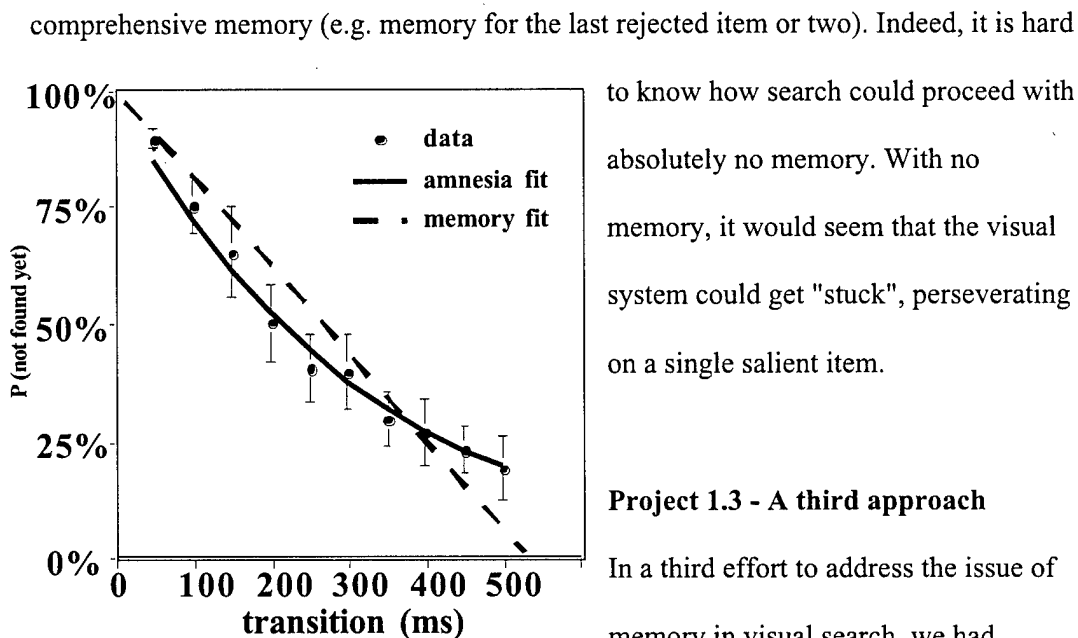 comprehensive memory (e.g. memory for the last rejected item or two). Indeed, it is hard
to know how search could proceed with
absolutely no memory. With no
memory, it would seem that the visual
system could get "stuck", perseverating
on a single salient item.
Project 1.3 - A third approach
In a third effort to address the issue of
memory in visual search, we had
100%
75%
50%
25%
0%
P (not found yet)
data
amnesia fit
memory fit
0 100 200 300 400 500
transition (ms)